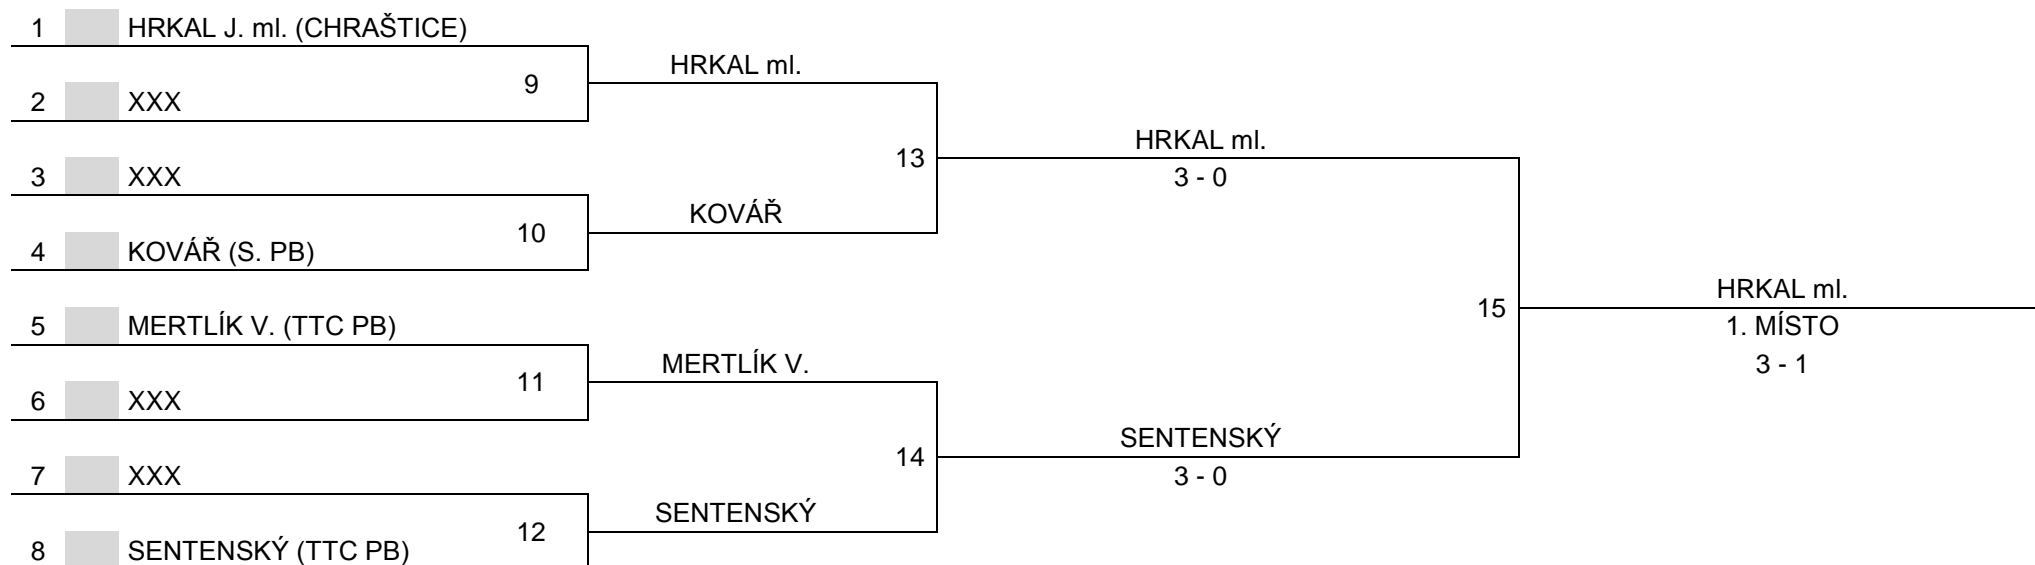 1 HRKAL J. ml. (CHRAŠTICE)
HRKAL ml.
9
2 XXX
HRKAL ml.
13
3 XXX
3 - 0
KOVÁŘ
10
4 KOVÁŘ (S. PB)
HRKAL ml.
15
5 MERTLÍK V. (TTC PB)
1. MÍSTO
MERTLÍK V.
3 - 1
11
6 XXX
SENTENSKÝ
14
7 XXX
3 - 0
SENTENSKÝ
12
8 SENTENSKÝ (TTC PB)